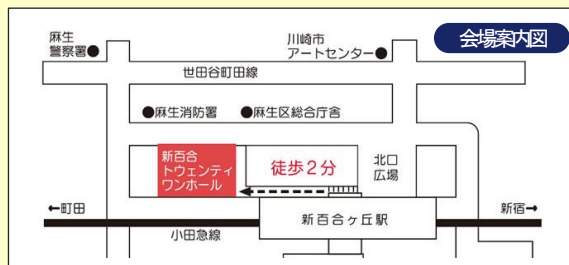 会場案内図
麻生
警察署●
川崎市
アートセンター●
世田谷町田線
●麻生消防署
●麻生区総合庁舎
新百合
トウェンティ
ワンホール
徒歩2分
北口
広場
←町田
新宿→
新百合ヶ丘駅
小田急線